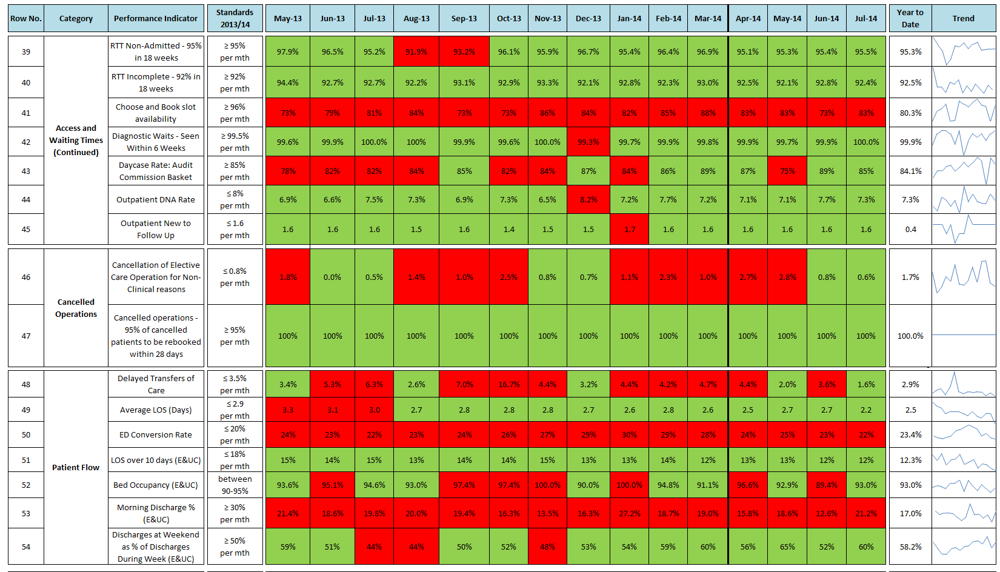 Row No. Category Performance Indicator Standards 2013/14 May-13 Jun-13 Jul-13 Aug-13 Sep-13 Oct-13 Nov-13 Dec-13 Jan-14 Feb-14 Mar-14 Apr-14 May-14 Jun-14 Jul-14 Year to Date Trend
Access and Waiting Times (Continued)
39 RTT Non-Admitted - 95% in 18 weeks ≥ 95% per mth 97.9% 96.5% 95.2% 91.9% 93.2% 96.1% 95.9% 96.7% 95.4% 96.4% 96.9% 95.1% 95.3% 95.4% 95.5% 95.3%
40 RTT Incomplete - 92% in 18 weeks ≥ 92% per mth 94.4% 92.7% 92.7% 92.2% 93.1% 92.9% 93.3% 92.1% 92.8% 92.3% 93.0% 92.5% 92.1% 92.8% 92.4% 92.5%
41 Choose and Book slot availability ≥ 96% per mth 73% 79% 81% 84% 73% 73% 86% 84% 82% 85% 88% 83% 83% 73% 83% 80.3%
42 Diagnostic Waits - Seen Within 6 Weeks ≥ 99.5% per mth 99.6% 99.9% 100.0% 100% 99.9% 99.6% 100.0% 99.3% 99.7% 99.9% 99.8% 99.9% 99.7% 99.9% 100.0% 99.9%
43 Daycase Rate: Audit Commission Basket ≥ 85% per mth 78% 82% 82% 84% 85% 82% 84% 87% 84% 86% 89% 87% 75% 89% 85% 84.1%
44 Outpatient DNA Rate ≤ 8% per mth 6.9% 6.6% 7.5% 7.3% 6.9% 7.3% 6.5% 8.2% 7.2% 7.7% 7.2% 7.1% 7.1% 7.7% 7.3% 7.3%
45 Outpatient New to Follow Up ≤ 1.6 per mth 1.6 1.6 1.6 1.5 1.6 1.4 1.5 1.5 1.7 1.6 1.6 1.6 1.6 1.6 1.6 0.4
Cancelled Operations
46 Cancellation of Elective Care Operation for Non-Clinical reasons ≤ 0.8% per mth 1.8% 0.0% 0.5% 1.4% 1.0% 2.5% 0.8% 0.7% 1.1% 2.3% 1.0% 2.7% 2.8% 0.8% 0.6% 1.7%
47 Cancelled operations - 95% of cancelled patients to be rebooked within 28 days ≥ 95% per mth 100% 100% 100% 100% 100% 100% 100% 100% 100% 100% 100% 100% 100% 100% 100% 100.0%
Patient Flow
48 Delayed Transfers of Care ≤ 3.5% per mth 3.4% 5.3% 6.3% 2.6% 7.0% 16.7% 4.4% 3.2% 4.4% 4.2% 4.7% 4.4% 2.0% 3.6% 1.6% 2.9%
49 Average LOS (Days) ≤ 2.9 per mth 3.3 3.1 3.0 2.7 2.8 2.8 2.8 2.7 2.6 2.8 2.6 2.5 2.7 2.7 2.2 2.5
50 ED Conversion Rate ≤ 20% per mth 24% 23% 22% 23% 24% 26% 27% 29% 30% 29% 28% 24% 25% 23% 22% 23.4%
51 LOS over 10 days (E&UC) ≤ 18% per mth 15% 14% 15% 13% 14% 14% 15% 13% 13% 14% 12% 13% 13% 12% 12% 12.3%
52 Bed Occupancy (E&UC) between 90-95% 93.6% 95.1% 94.6% 93.0% 97.4% 97.4% 100.0% 90.0% 100.0% 94.8% 91.1% 96.6% 92.9% 89.4% 93.0% 93.0%
53 Morning Discharge % (E&UC) ≥ 30% per mth 21.4% 18.6% 19.8% 20.0% 19.4% 16.3% 13.5% 16.3% 27.2% 18.7% 19.0% 15.8% 18.6% 12.6% 21.2% 17.0%
54 Discharges at Weekend as % of Discharges During Week (E&UC) ≥ 50% per mth 59% 51% 44% 44% 50% 52% 48% 53% 54% 59% 60% 56% 65% 52% 60% 58.2%